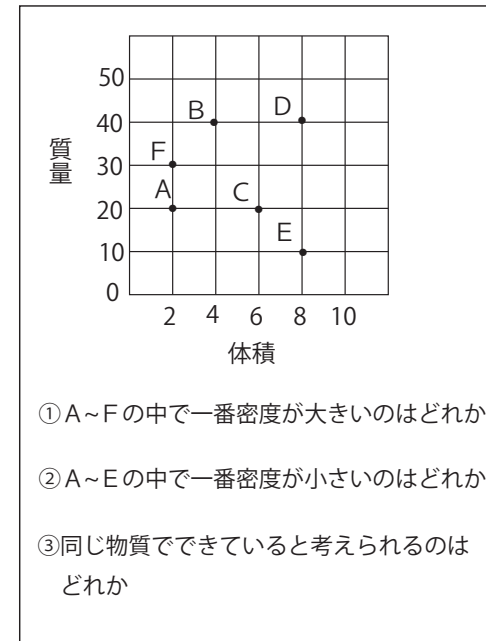 50
40
30
20
10
0
質量
F
A
B
C
D
E
2 4 6 8 10
体積
①A~Fの中で一番密度が大きいのはどれか
②A~Eの中で一番密度が小さいのはどれか
③同じ物質でできていると考えられるのは
どれか